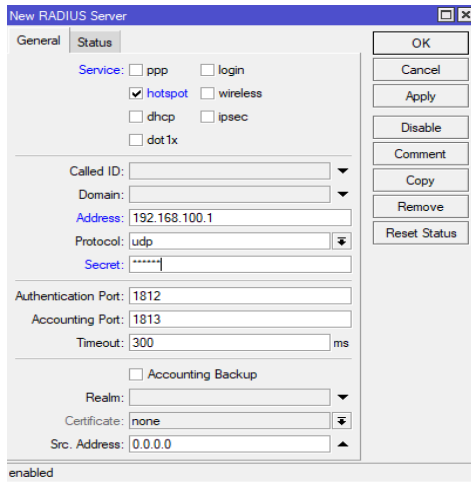 New RADIUS Server
General Status
Service: ppp login
hotspot wireless
dhcp ipsec
dot1x
Called ID:
Domain:
Address: 192.168.100.1
Protocol: udp
Secret: ******
Authentication Port: 1812
Accounting Port: 1813
Timeout: 300 ms
Accounting Backup
Realm:
Certificate: none
Src. Address: 0.0.0.0
enabled
OK
Cancel
Apply
Disable
Comment
Copy
Remove
Reset Status